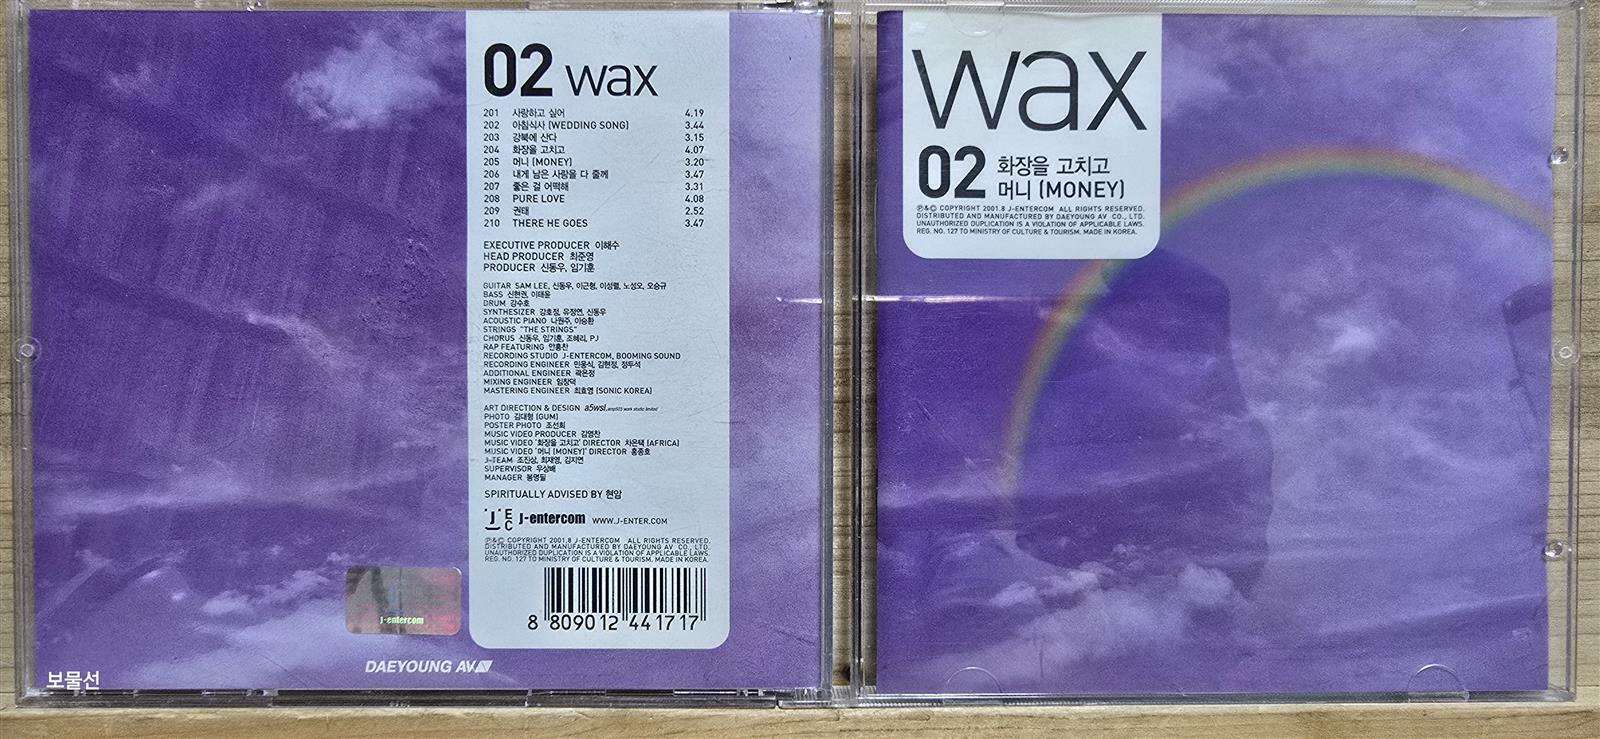 02 wax
201 사랑하고 싶어 4.19
202 아침식사 (WEDDING SONG) 3.44
203 강북에 산다 3.15
204 화장을 고치고 4.07
205 머니 (MONEY) 3.20
206 내게 남은 사랑을 다 줄께 3.47
207 좋은 걸 어떡해 3.31
208 PURE LOVE 4.08
209 권태 2.52
210 THERE HE GOES 3.47
EXECUTIVE PRODUCER 이해수
HEAD PRODUCER 최준영
PRODUCER 신동우, 임기훈
GUITAR SAM LEE, 신동우, 이근형, 이성렬, 노성오, 오승규
BASS 신현권, 이태윤
DRUM 강수호
SYNTHESIZER 강호정, 유정연, 신동우
ACOUSTIC PIANO 나원주, 이승환
STRINGS "THE STRINGS"
CHORUS 신동우, 임기훈, 조혜리, PJ
RAP FEATURING 안홍찬
RECORDING STUDIO J-ENTERCOM, BOOMING SOUND
RECORDING ENGINEER 민웅식, 김현정, 정두석
ADDITIONAL ENGINEER 곽은정
MIXING ENGINEER 임창덕
MASTERING ENGINEER 최효영 (SONIC KOREA)
ART DIRECTION & DESIGN a5wsl.
PHOTO 김대형 (GUM)
POSTER PHOTO 조선희
MUSIC VIDEO PRODUCER 김영찬
MUSIC VIDEO '화장을 고치고' DIRECTOR 차은택 (AFRICA)
MUSIC VIDEO '머니 (MONEY)' DIRECTOR 홍종호
J-TEAM 조진상, 최재영, 김지연
SUPERVISOR 우상배
MANAGER 봉명필
SPIRITUALLY ADVISED BY 현암
J EC J-entercom WWW.J-ENTER.COM
℗&© COPYRIGHT 2001.8 J-ENTERCOM ALL RIGHTS RESERVED.
DISTRIBUTED AND MANUFACTURED BY DAEYOUNG AV CO., LTD.
UNAUTHORIZED DUPLICATION IS A VIOLATION OF APPLICABLE LAWS.
REG. NO. 127 TO MINISTRY OF CULTURE & TOURISM. MADE IN KOREA.
8 809012 441717
J-entercom
DAEYOUNG AV
보물선
wax
02 화장을 고치고
머니 (MONEY)
℗&© COPYRIGHT 2001.8 J-ENTERCOM ALL RIGHTS RESERVED.
DISTRIBUTED AND MANUFACTURED BY DAEYOUNG AV CO., LTD.
UNAUTHORIZED DUPLICATION IS A VIOLATION OF APPLICABLE LAWS.
REG. NO. 127 TO MINISTRY OF CULTURE & TOURISM. MADE IN KOREA.